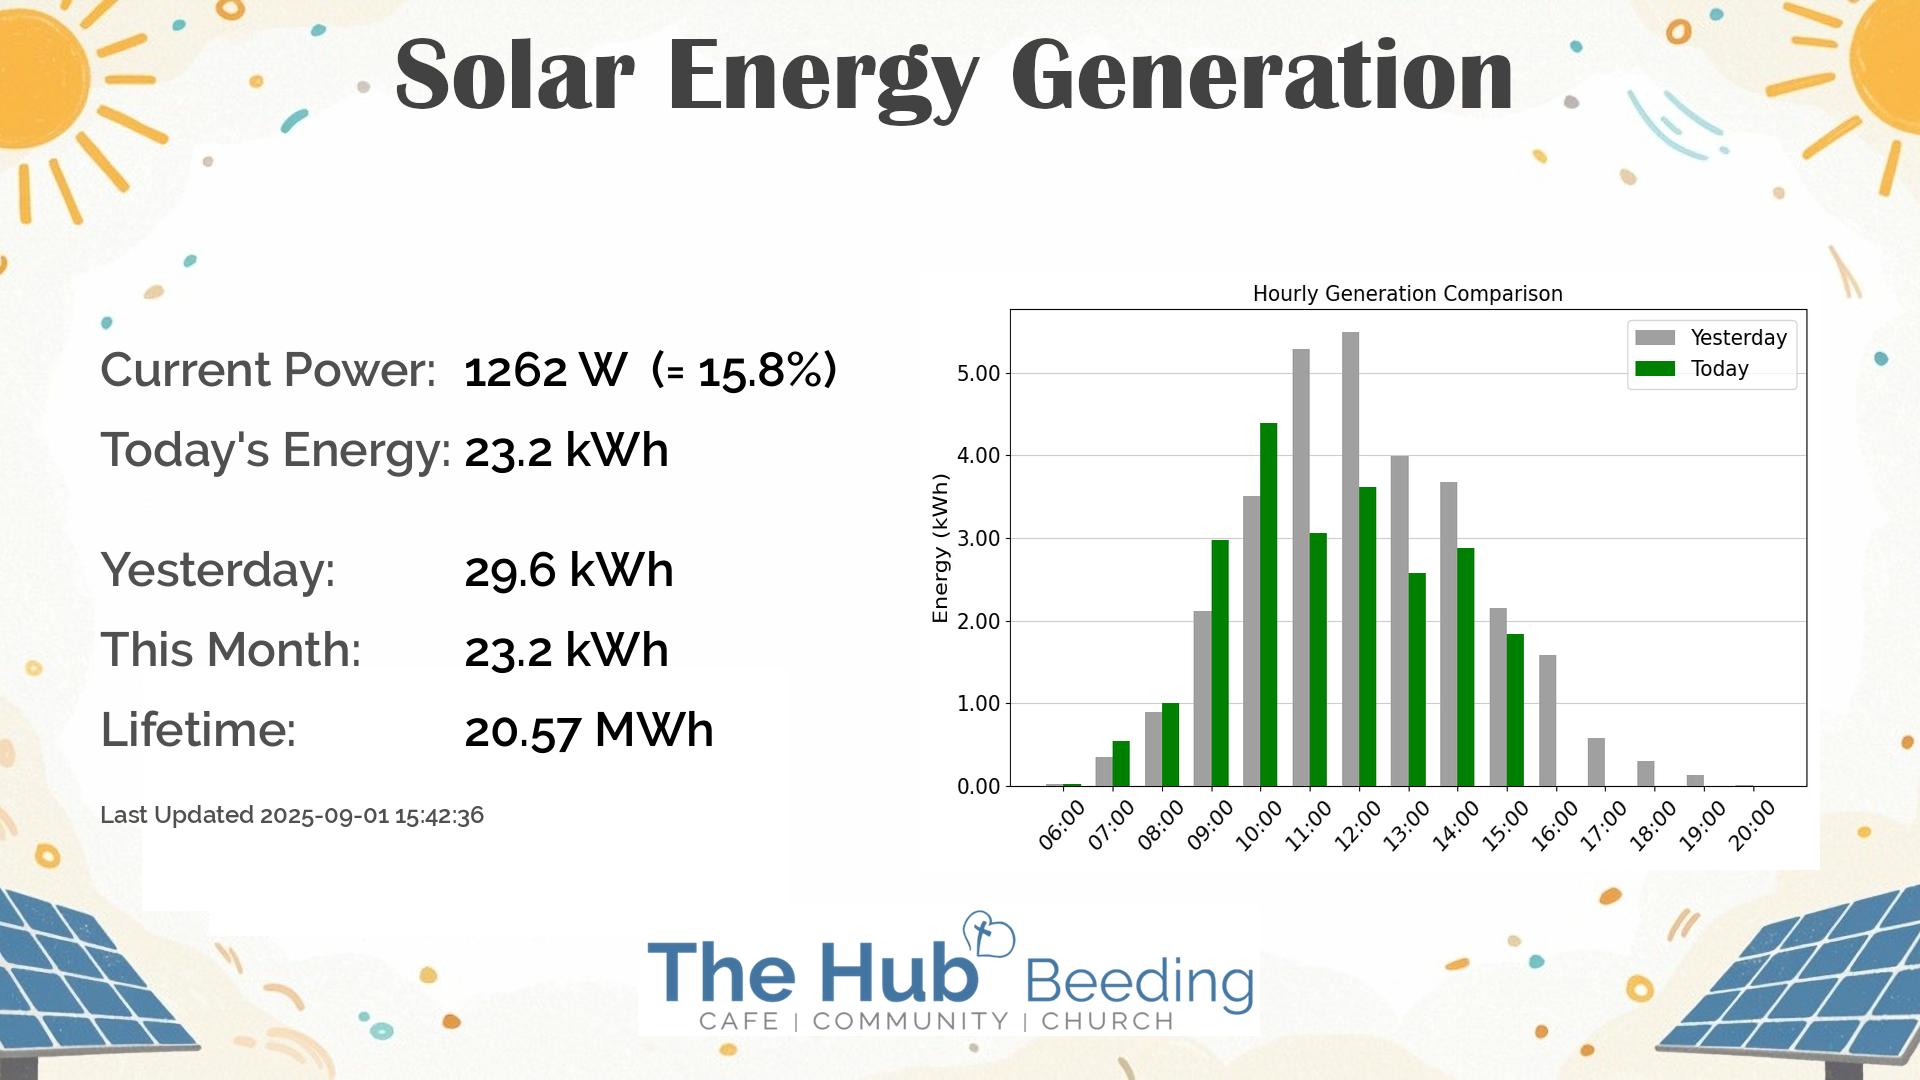 Solar Energy Generation
Current Power: 1262 W (= 15.8%)
Today's Energy: 23.2 kWh
Yesterday: 29.6 kWh
This Month: 23.2 kWh
Lifetime: 20.57 MWh
Last Updated 2025-09-01 15:42:36
Hourly Generation Comparison
Yesterday
Today
Energy (kWh)
5.00
4.00
3.00
2.00
1.00
0.00
06:00 07:00 08:00 09:00 10:00 11:00 12:00 13:00 14:00 15:00 16:00 17:00 18:00 19:00 20:00
The Hub Beeding
CAFE | COMMUNITY | CHURCH